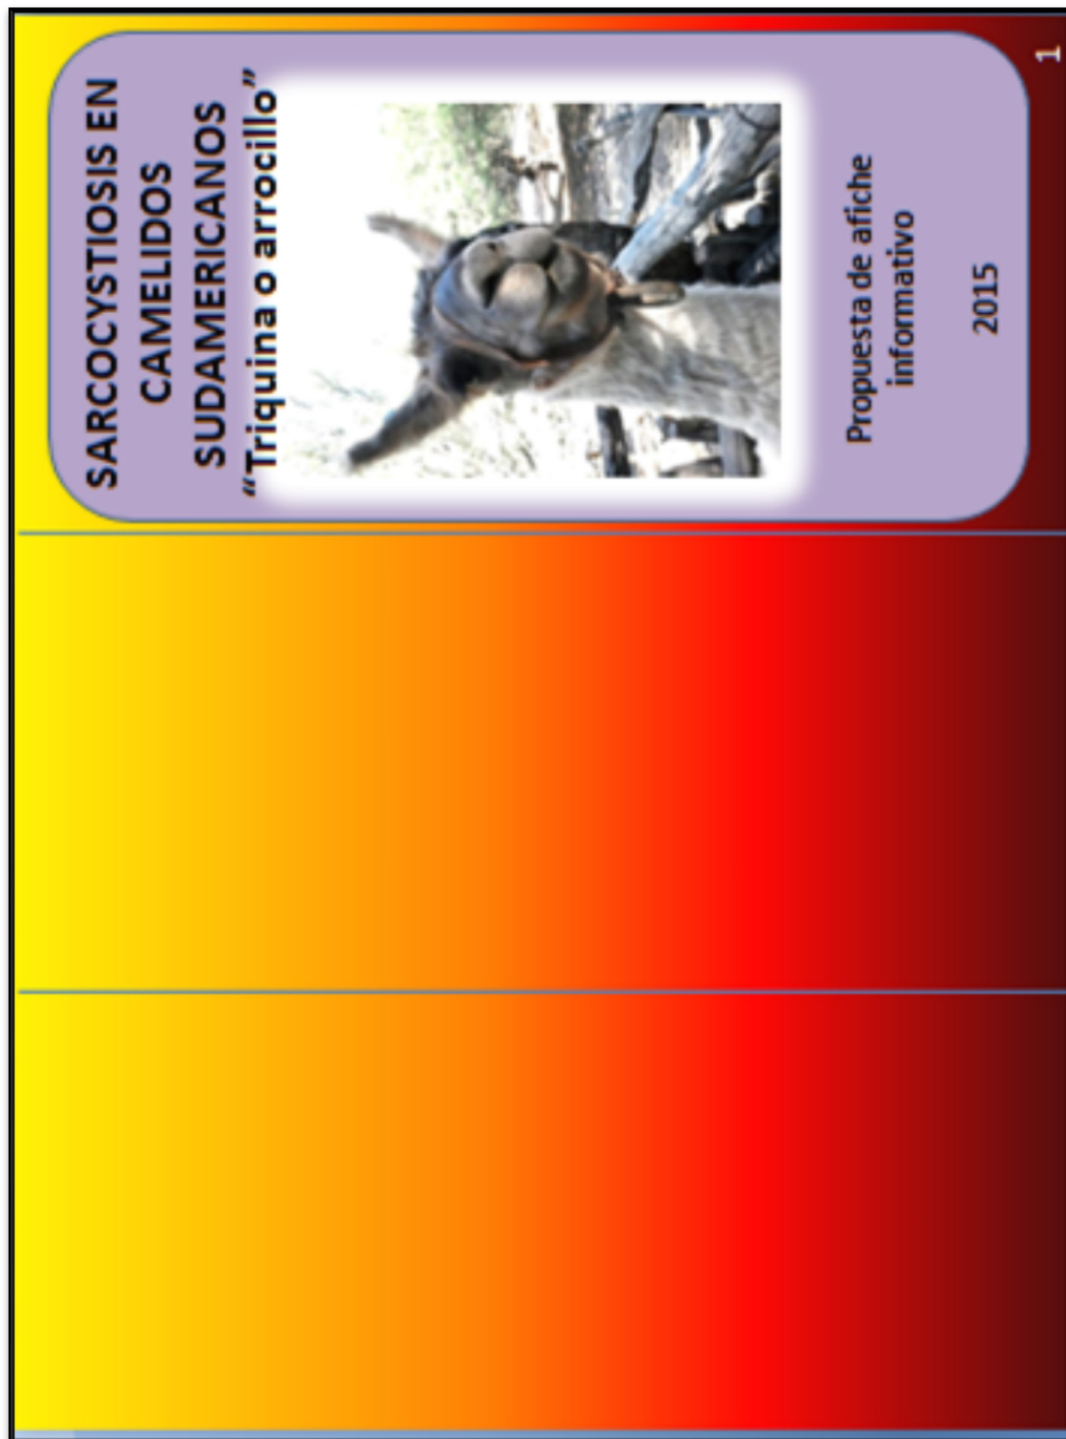 SARCOCYSTIOSIS EN
CAMELIDOS
SUDAMERICANOS
“Triquina o arrocillo”
Propuesta de afiche
informativo
2015
1